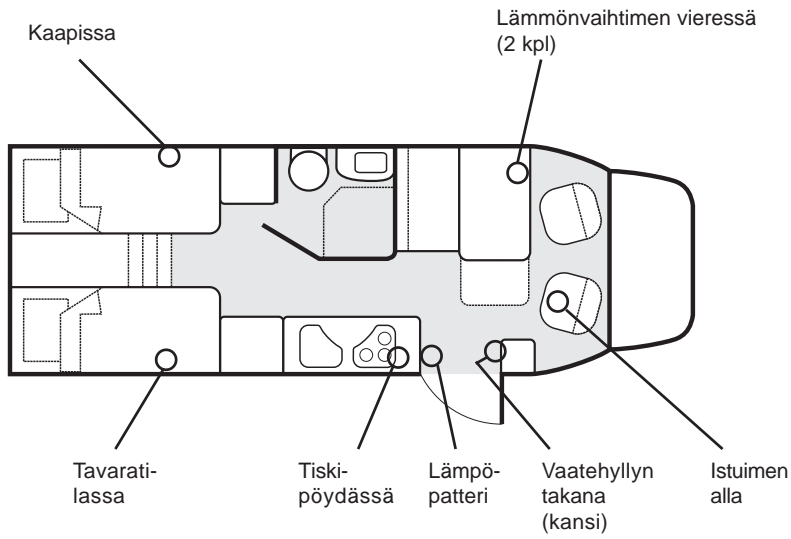 Kaapissa
Lämmönvaihtimen vieressä
(2 kpl)
Tavarati-
lassa
Tiski-
pöydässä
Lämpö-
patteri
Vaatehyllyn
takana
(kansi)
Istuimen
alla